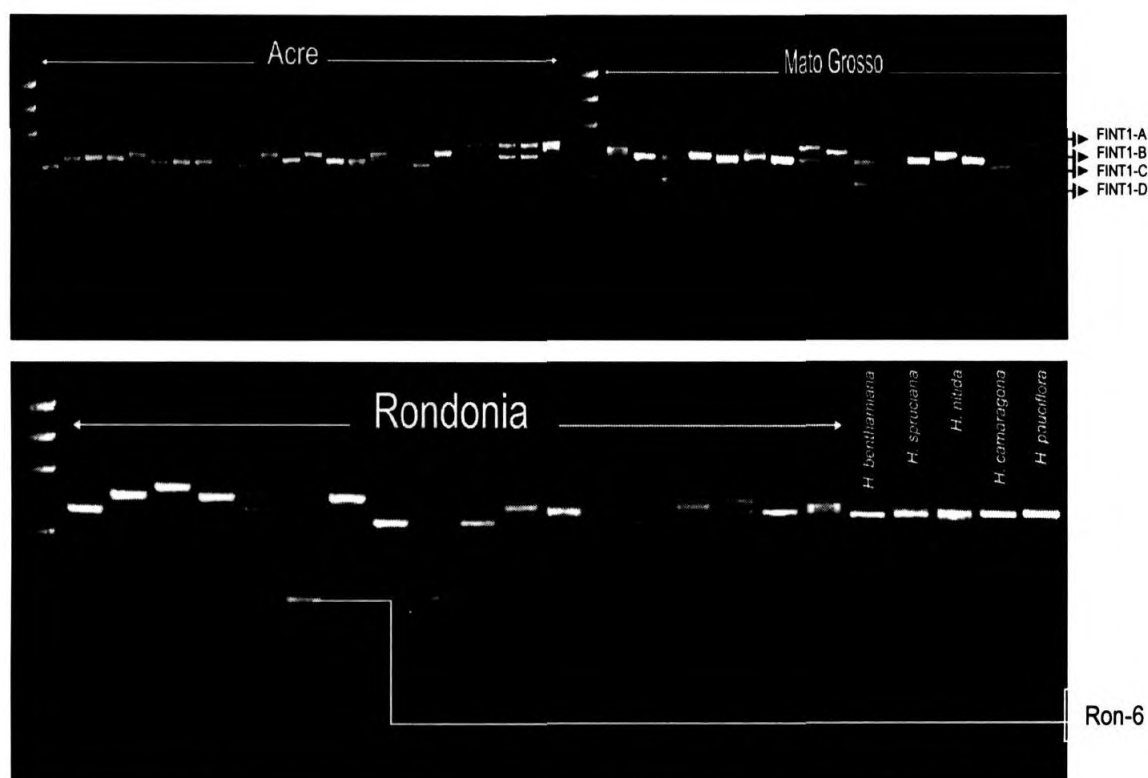 Acre
Mato Grosso
FINT1-A
FINT1-B
FINT1-C
FINT1-D
Rondonia
H. benthamiana
H. spruciana
H. nitida
H. camaragona
H. pauciflora
Ron-6